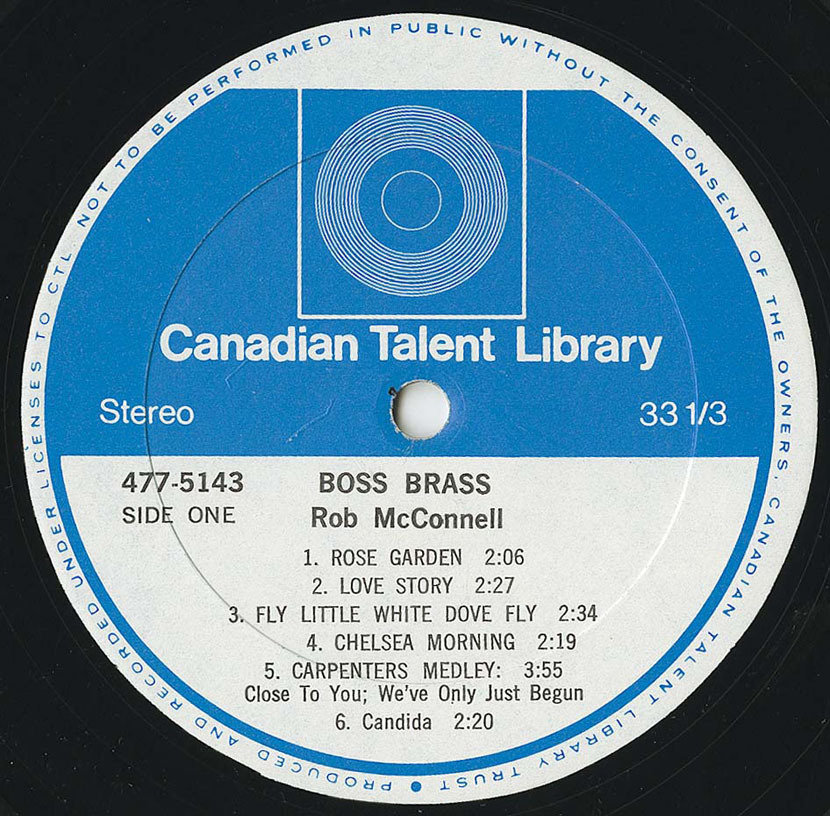 PRODUCED AND RECORDED UNDER LICENSES TO CTL. NOT TO BE PERFORMED IN PUBLIC WITHOUT THE CONSENT OF THE OWNERS, CANADIAN TALENT LIBRARY TRUST •
Canadian Talent Library
Stereo
33 1/3
477-5143 BOSS BRASS
SIDE ONE Rob McConnell
1. ROSE GARDEN 2:06
2. LOVE STORY 2:27
3. FLY LITTLE WHITE DOVE FLY 2:34
4. CHELSEA MORNING 2:19
5. CARPENTERS MEDLEY: 3:55
Close To You; We've Only Just Begun
6. Candida 2:20